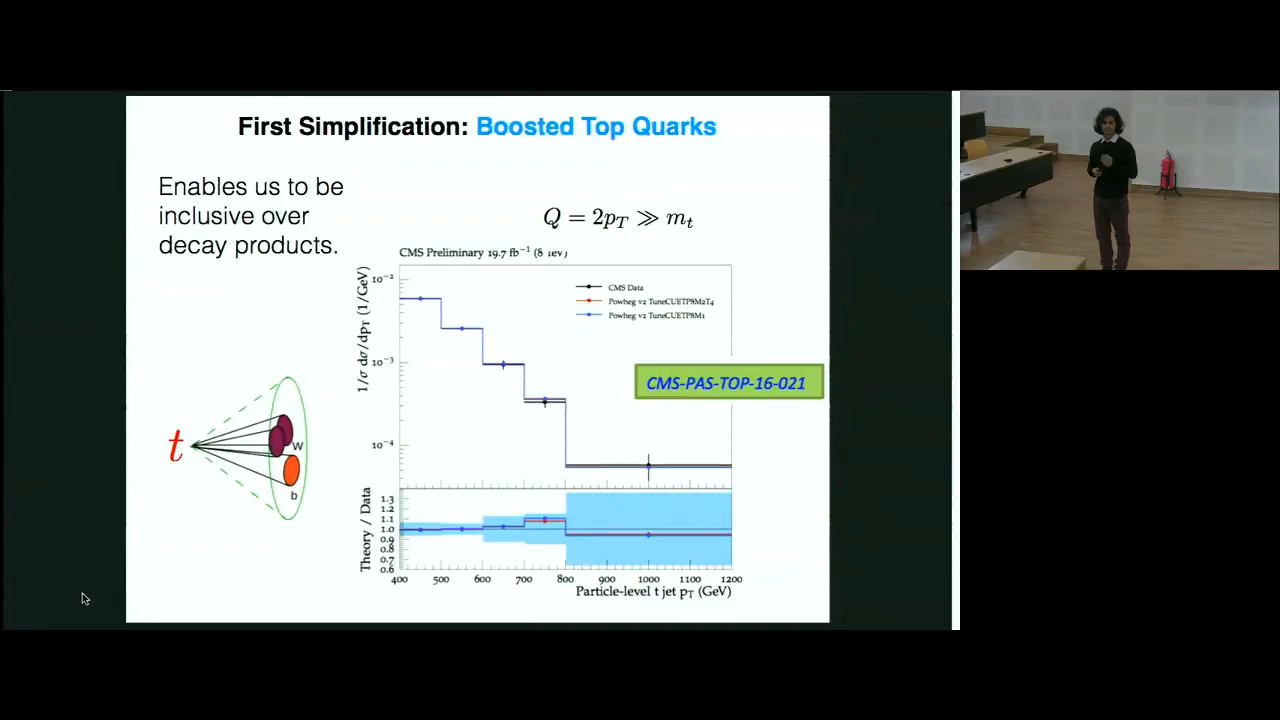 First Simplification: Boosted Top Quarks
Enables us to be
inclusive over
decay products.
Q = 2p_T ≫ m_t
CMS Preliminary 19.7 fb⁻¹ (8 TeV)
1/σ dσ/dp_T (1/GeV)
10⁻²
10⁻³
10⁻⁴
CMS Data
Powheg v2 TuneCUETP8M2T4
Powheg v2 TuneCUETP8M1
CMS-PAS-TOP-16-021
t
W
b
Theory / Data
1.3
1.2
1.1
1.0
0.9
0.8
0.7
0.6
400 500 600 700 800 900 1000 1100 1200
Particle-level t jet p_T (GeV)